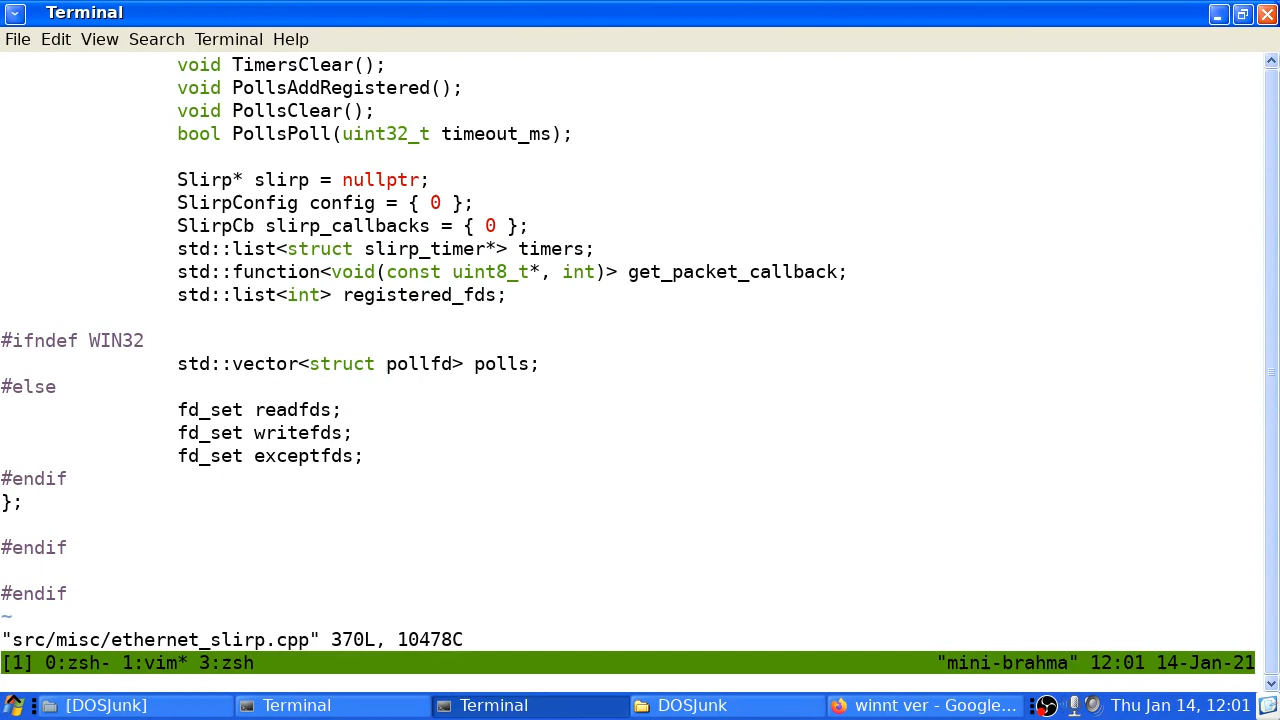 Terminal
File Edit View Search Terminal Help
void TimersClear();
void PollsAddRegistered();
void PollsClear();
bool PollsPoll(uint32_t timeout_ms);
Slirp* slirp = nullptr;
SlirpConfig config = { 0 };
SlirpCb slirp_callbacks = { 0 };
std::list<struct slirp_timer*> timers;
std::function<void(const uint8_t*, int)> get_packet_callback;
std::list<int> registered_fds;
#ifndef WIN32
std::vector<struct pollfd> polls;
#else
fd_set readfds;
fd_set writefds;
fd_set exceptfds;
#endif
};
#endif
#endif
~
"src/misc/ethernet_slirp.cpp" 370L, 10478C
[1] 0:zsh- 1:vim* 3:zsh "mini-brahma" 12:01 14-Jan-21
[DOSJunk] Terminal Terminal DOSJunk winnt ver - Google... Thu Jan 14, 12:01